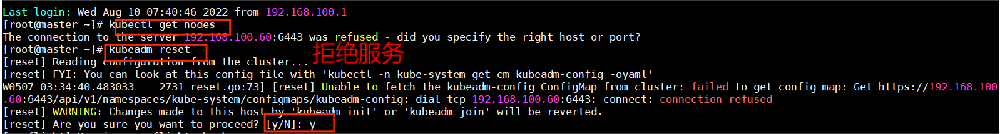 Last login: Wed Aug 10 07:40:46 2022 from 192.168.100.1
[root@master ~]# kubectl get nodes
The connection to the server 192.168.100.60:6443 was refused - did you specify the right host or port?
[root@master ~]# kubeadm reset
拒绝服务
[reset] Reading configuration from the cluster...
[reset] FYI: You can look at this config file with 'kubectl -n kube-system get cm kubeadm-config -oyaml'
W0507 03:34:40.483033    2731 reset.go:73] [reset] Unable to fetch the kubeadm-config ConfigMap from cluster: failed to get config map: Get https://192.168.100
.60:6443/api/v1/namespaces/kube-system/configmaps/kubeadm-config: dial tcp 192.168.100.60:6443: connect: connection refused
[reset] WARNING: Changes made to this host by 'kubeadm init' or 'kubeadm join' will be reverted.
[reset] Are you sure you want to proceed? [y/N]: y